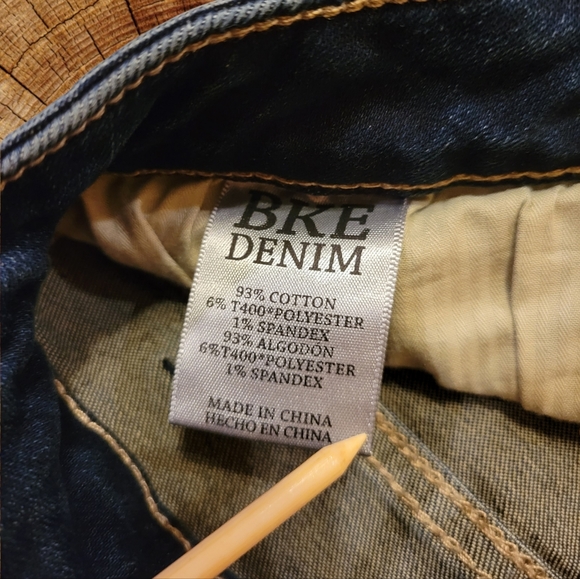 BKE
DENIM
93% COTTON
6% T400*POLYESTER
1% SPANDEX
93% ALGODÓN
6%T400*POLYESTER
1% SPANDEX
MADE IN CHINA
HECHO EN CHINA